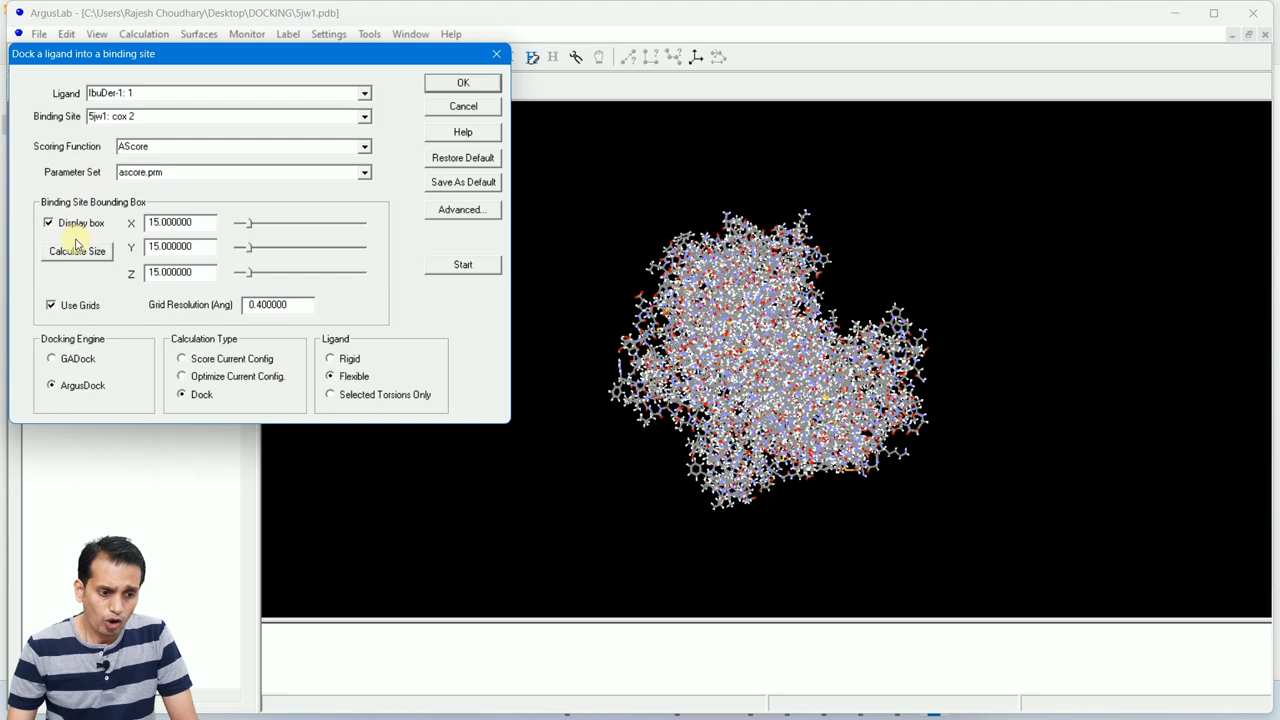 ArgusLab - [C:\Users\Rajesh Choudhary\Desktop\DOCKING\5jw1.pdb]
File Edit View Calculation Surfaces Monitor Label Settings Tools Window Help
Dock a ligand into a binding site
Ligand IbuDer-1: 1
OK
Binding Site 5jw1: cox 2
Cancel
Help
Scoring Function AScore
Restore Default
Parameter Set ascore.prm
Save As Default
Binding Site Bounding Box
Advanced...
Display box X 15.000000
Calculate Size Y 15.000000
Z 15.000000
Start
Use Grids Grid Resolution (Ang) 0.400000
Docking Engine Calculation Type Ligand
GADock Score Current Config Rigid
Optimize Current Config. Flexible
ArgusDock Dock Selected Torsions Only
H